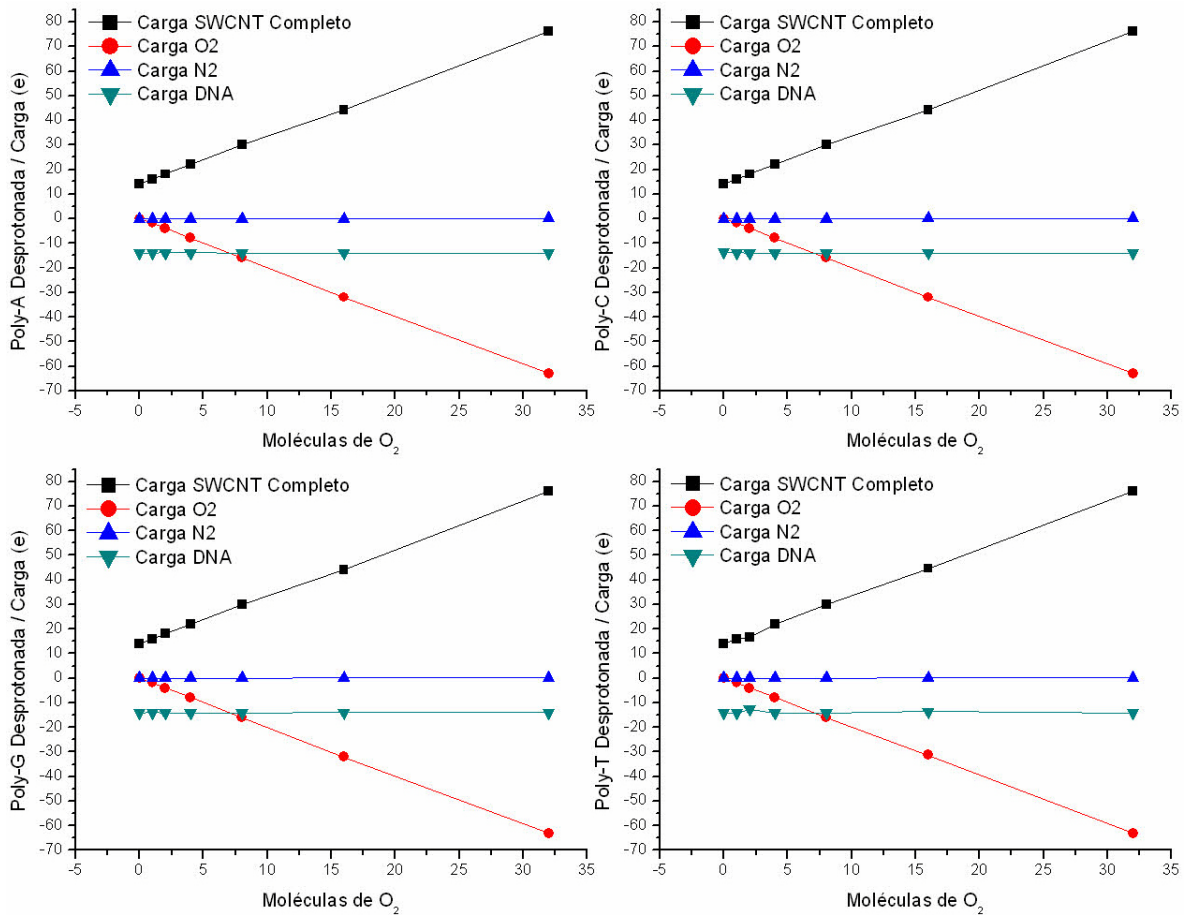 Carga SWCNT Completo
Carga O2
Carga N2
Carga DNA
Poly-A Desprotonada / Carga (e)
80
70
60
50
40
30
20
10
0
-10
-20
-30
-40
-50
-60
-70
-5 0 5 10 15 20 25 30 35
Moléculas de O₂
Carga SWCNT Completo
Carga O2
Carga N2
Carga DNA
Poly-C Desprotonada / Carga (e)
80
70
60
50
40
30
20
10
0
-10
-20
-30
-40
-50
-60
-70
-5 0 5 10 15 20 25 30 35
Moléculas de O₂
Carga SWCNT Completo
Carga O2
Carga N2
Carga DNA
Poly-G Desprotonada / Carga (e)
80
70
60
50
40
30
20
10
0
-10
-20
-30
-40
-50
-60
-70
-5 0 5 10 15 20 25 30 35
Moléculas de O₂
Carga SWCNT Completo
Carga O2
Carga N2
Carga DNA
Poly-T Desprotonada / Carga (e)
80
70
60
50
40
30
20
10
0
-10
-20
-30
-40
-50
-60
-70
-5 0 5 10 15 20 25 30 35
Moléculas de O₂